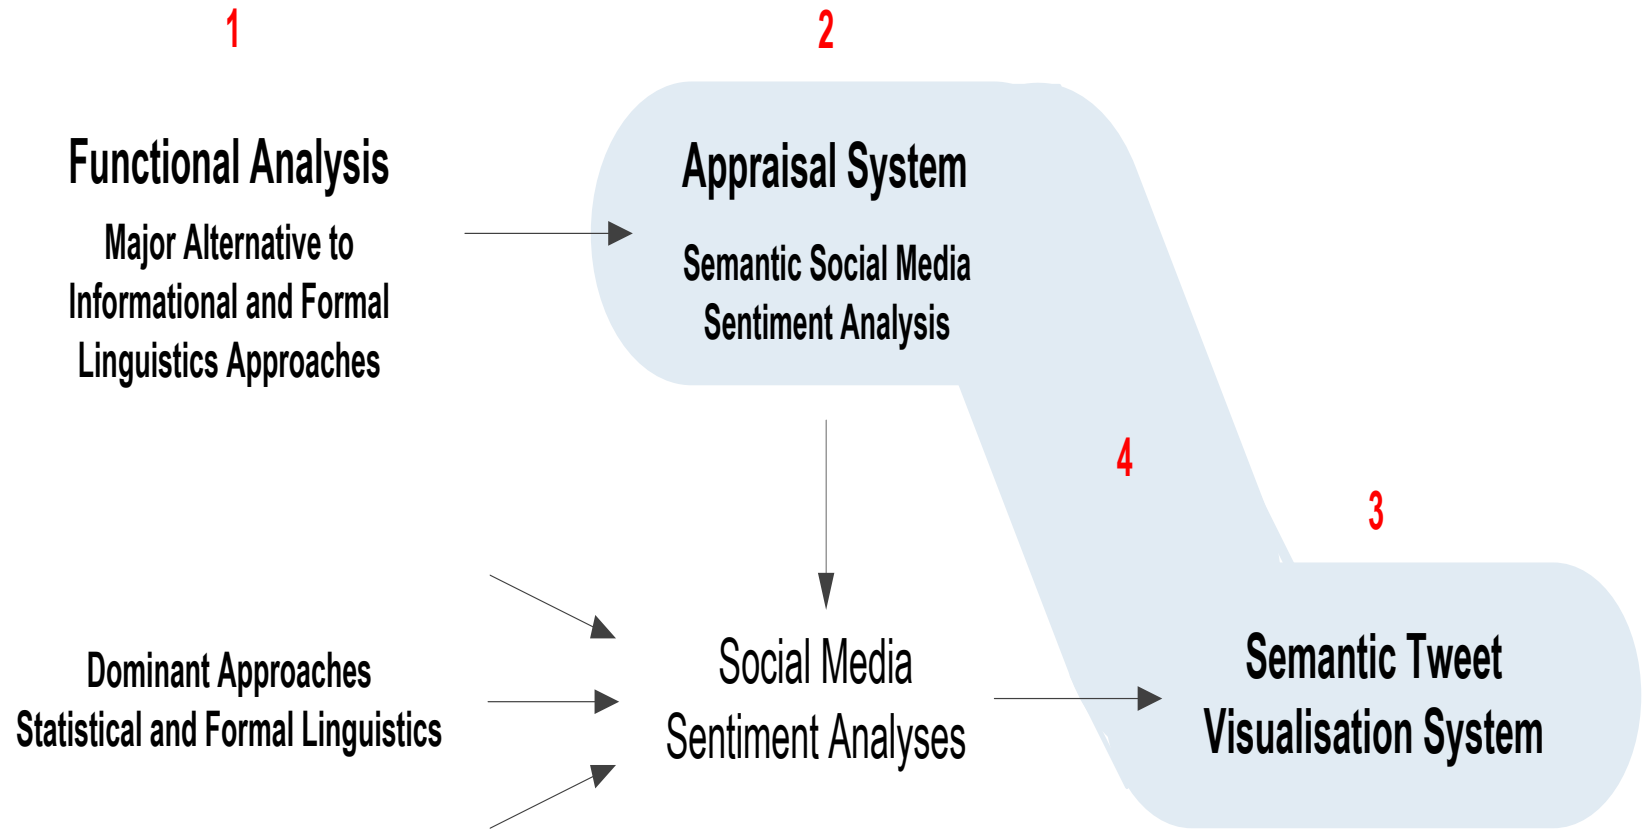 1
Functional Analysis
Major Alternative to
Informational and Formal
Linguistics Approaches
2
Appraisal System
Semantic Social Media
Sentiment Analysis
4
3
Dominant Approaches
Statistical and Formal Linguistics
Social Media
Sentiment Analyses
Semantic Tweet
Visualisation System